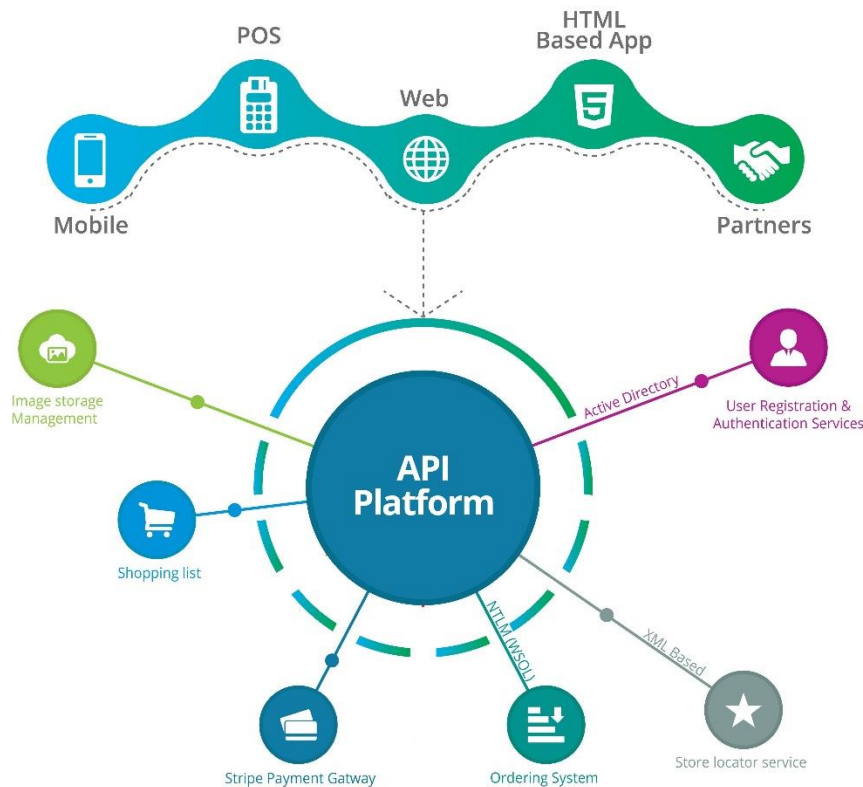 HTML
Based App
POS
Web
Mobile
Partners
Image storage
Management
Active Directory
User Registration &
Authentication Services
API
Platform
Shopping list
NTLM (WSOL)
XML Based
Stripe Payment Gatway
Ordering System
Store locator service